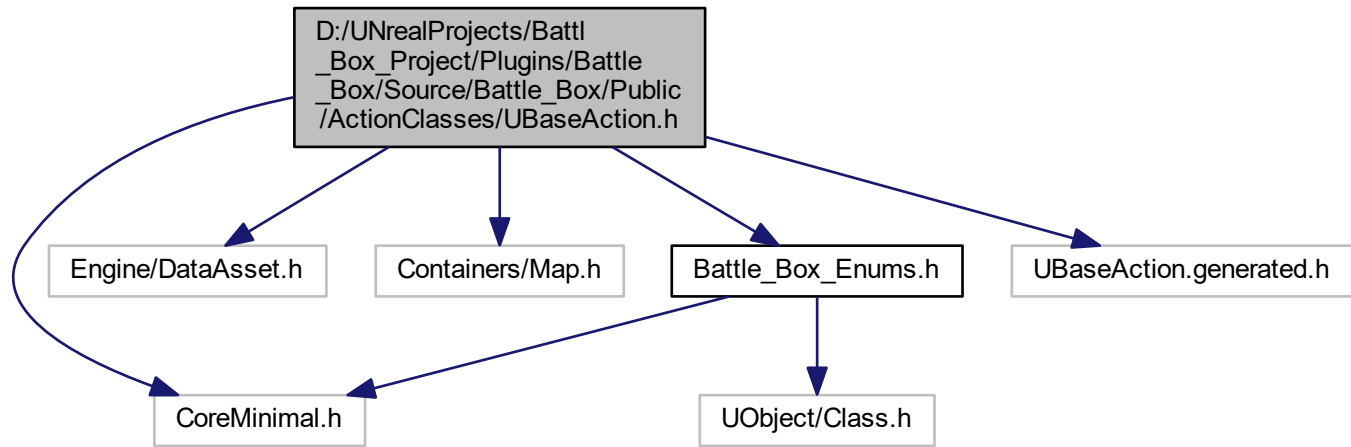 D:/UNrealProjects/Battl
_Box_Project/Plugins/Battle
_Box/Source/Battle_Box/Public
/ActionClasses/UBaseAction.h
Engine/DataAsset.h
Containers/Map.h
Battle_Box_Enums.h
UBaseAction.generated.h
CoreMinimal.h
UObject/Class.h